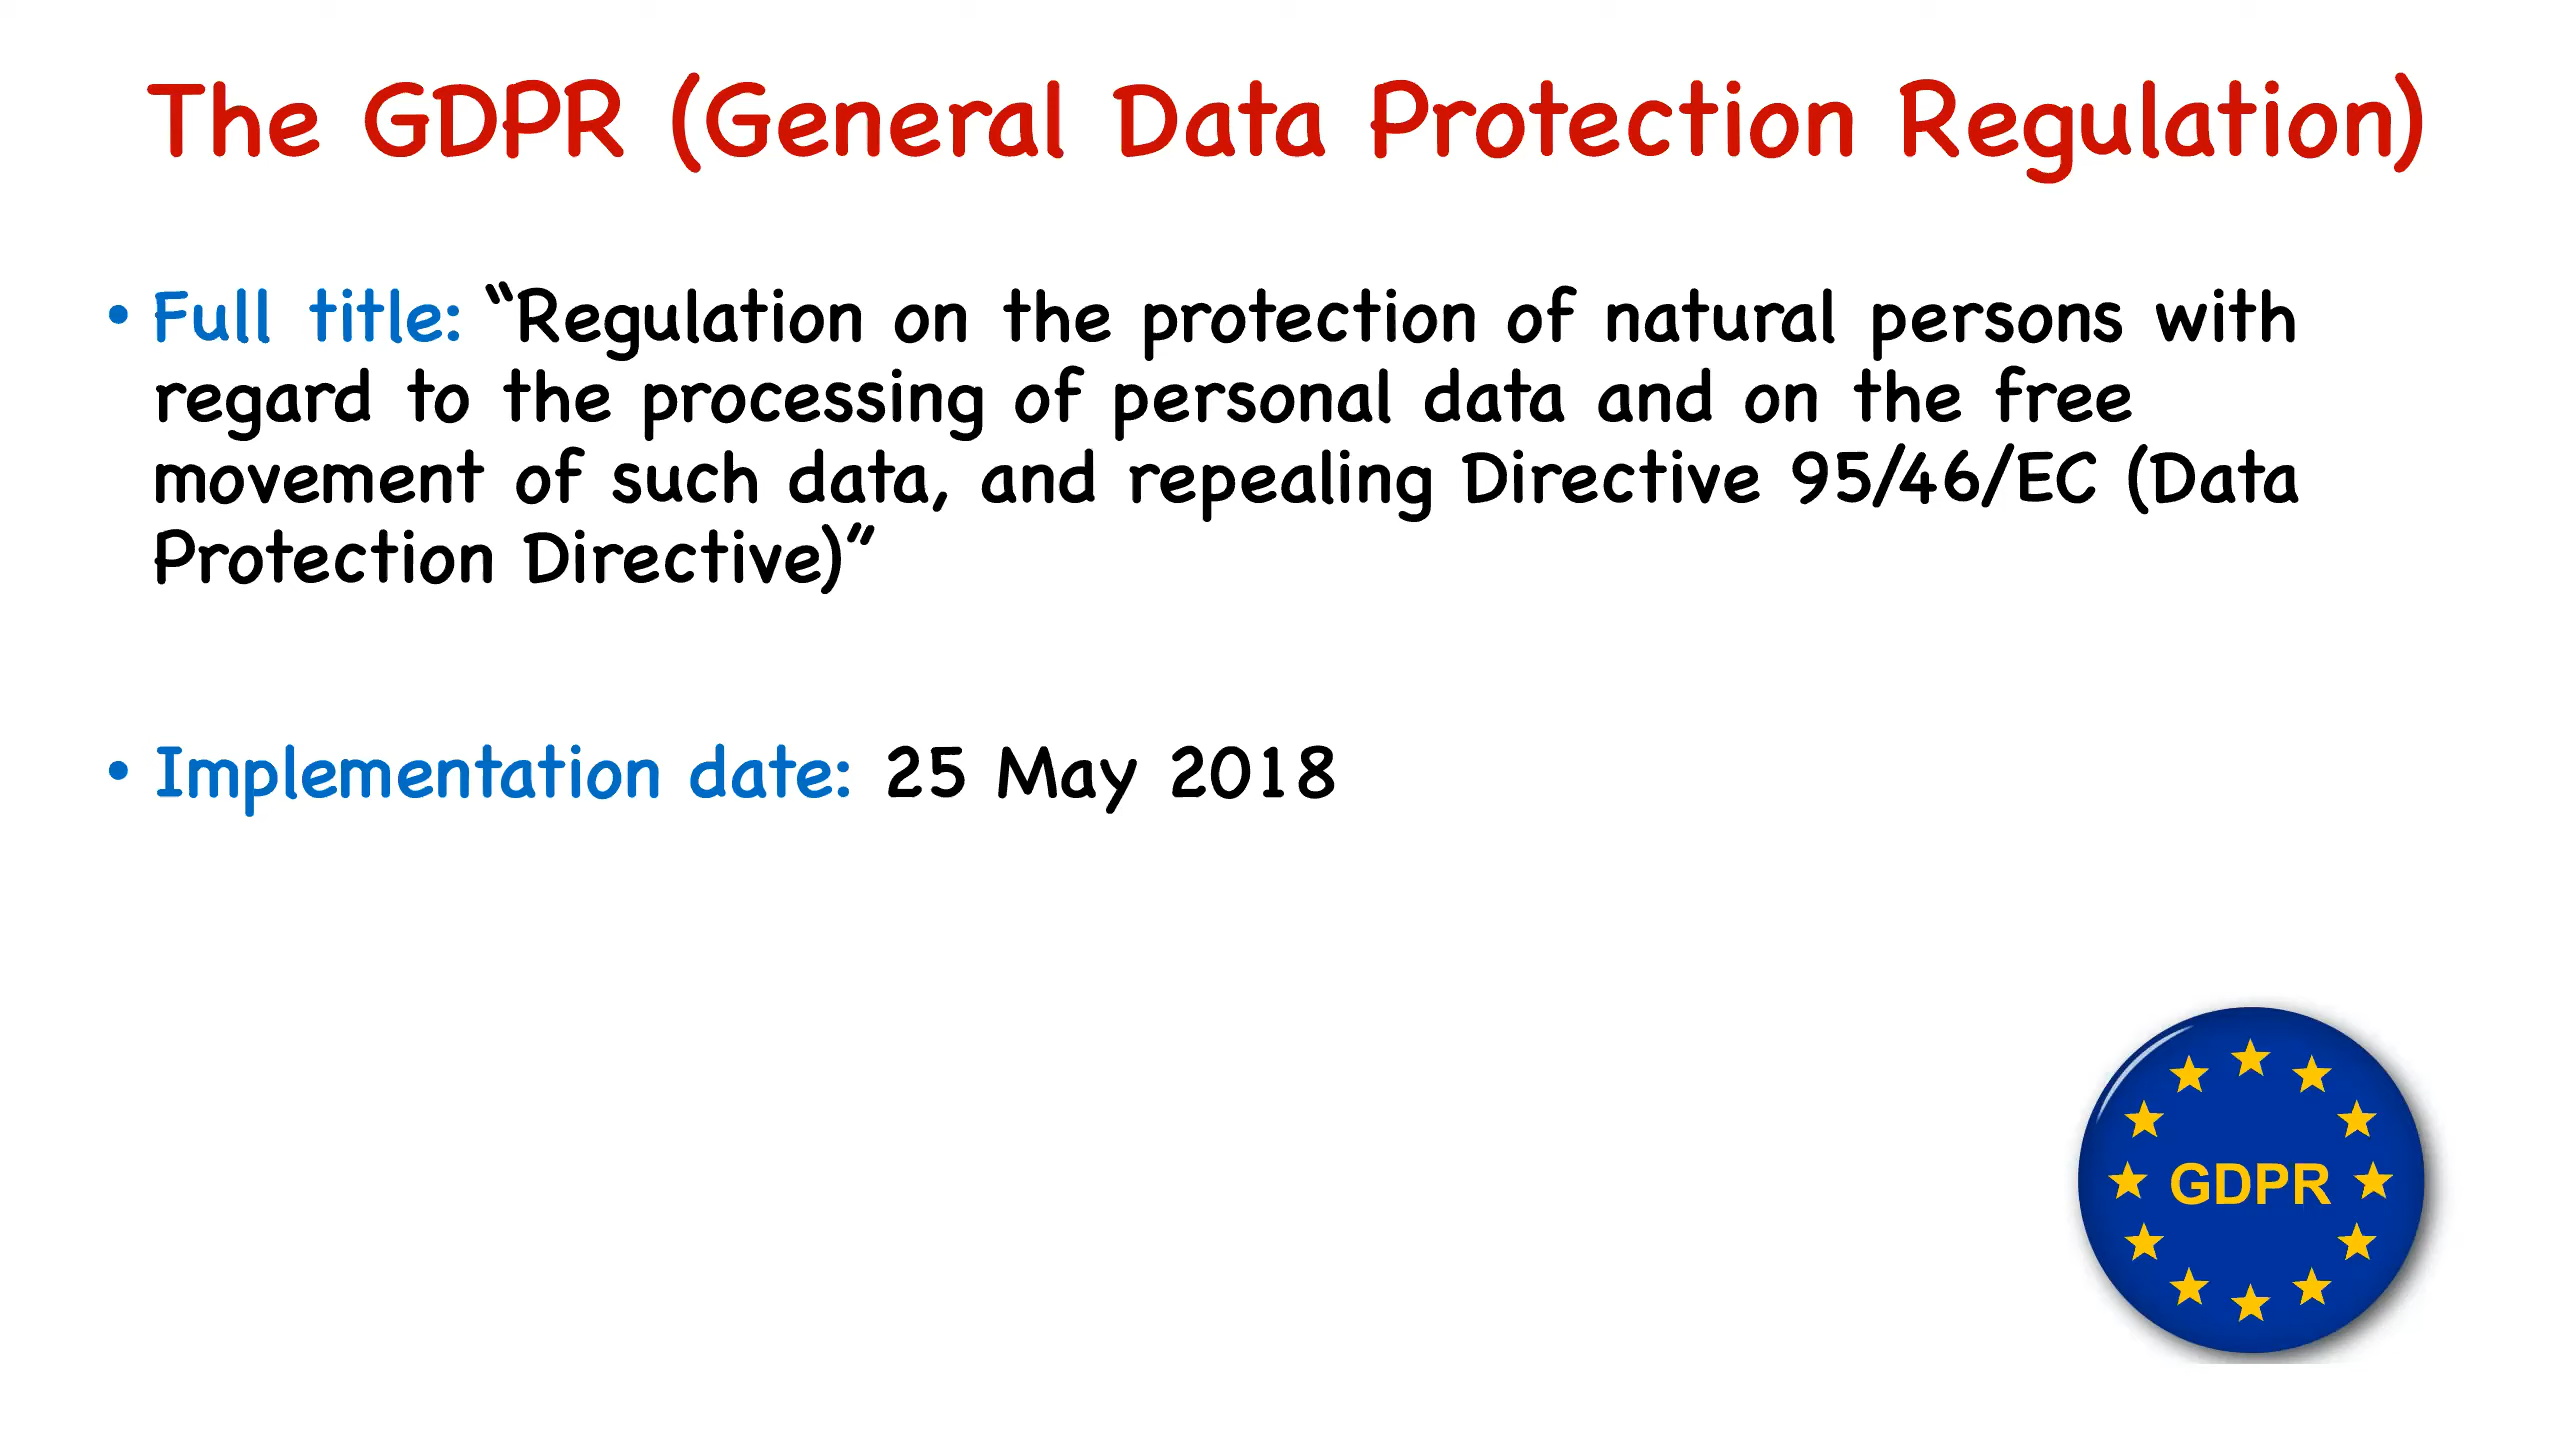 The GDPR (General Data Protection Regulation)
• Full title: “Regulation on the protection of natural persons with
regard to the processing of personal data and on the free
movement of such data, and repealing Directive 95/46/EC (Data
Protection Directive)”
• Implementation date: 25 May 2018
GDPR